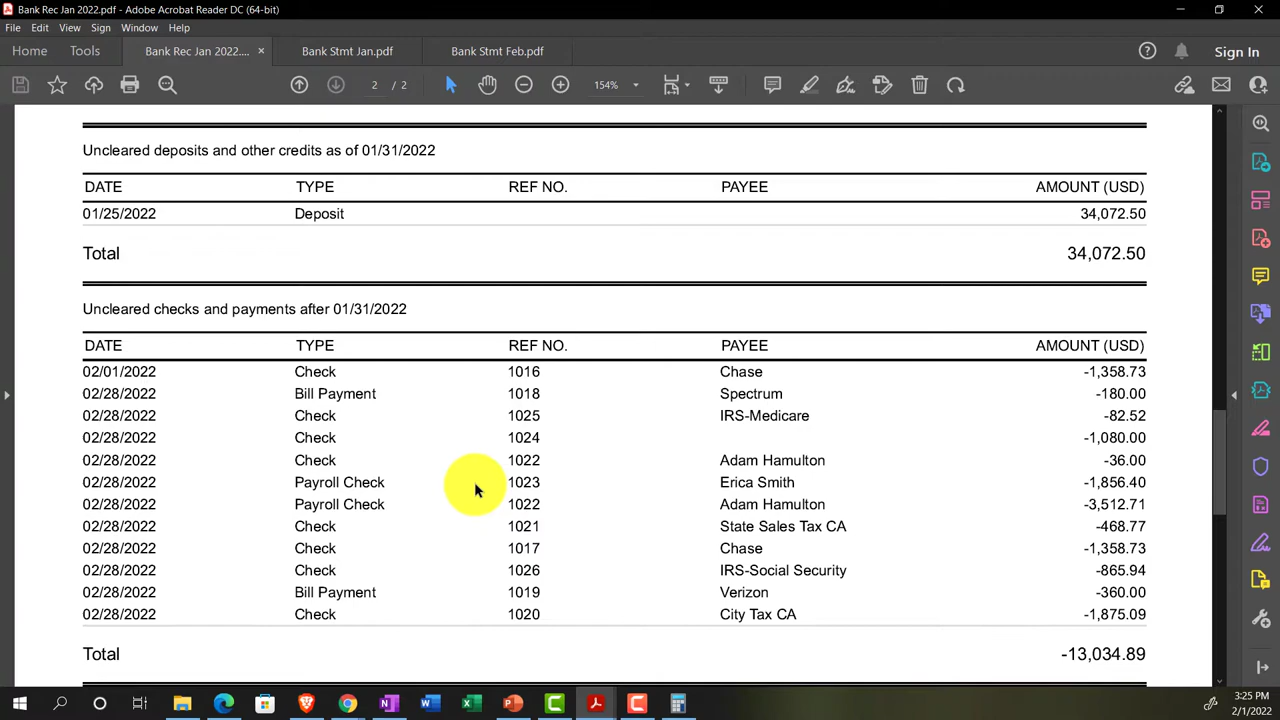 Bank Rec Jan 2022.pdf - Adobe Acrobat Reader DC (64-bit)
File Edit View Sign Window Help
Home Tools Bank Rec Jan 2022.... × Bank Stmt Jan.pdf Bank Stmt Feb.pdf Sign In
2 / 2 154%
Uncleared deposits and other credits as of 01/31/2022
DATE TYPE REF NO. PAYEE AMOUNT (USD)
01/25/2022 Deposit 34,072.50
Total 34,072.50
Uncleared checks and payments after 01/31/2022
DATE TYPE REF NO. PAYEE AMOUNT (USD)
02/01/2022 Check 1016 Chase -1,358.73
02/28/2022 Bill Payment 1018 Spectrum -180.00
02/28/2022 Check 1025 IRS-Medicare -82.52
02/28/2022 Check 1024 -1,080.00
02/28/2022 Check 1022 Adam Hamulton -36.00
02/28/2022 Payroll Check 1023 Erica Smith -1,856.40
02/28/2022 Payroll Check 1022 Adam Hamulton -3,512.71
02/28/2022 Check 1021 State Sales Tax CA -468.77
02/28/2022 Check 1017 Chase -1,358.73
02/28/2022 Check 1026 IRS-Social Security -865.94
02/28/2022 Bill Payment 1019 Verizon -360.00
02/28/2022 Check 1020 City Tax CA -1,875.09
Total -13,034.89
3:25 PM
2/1/2022